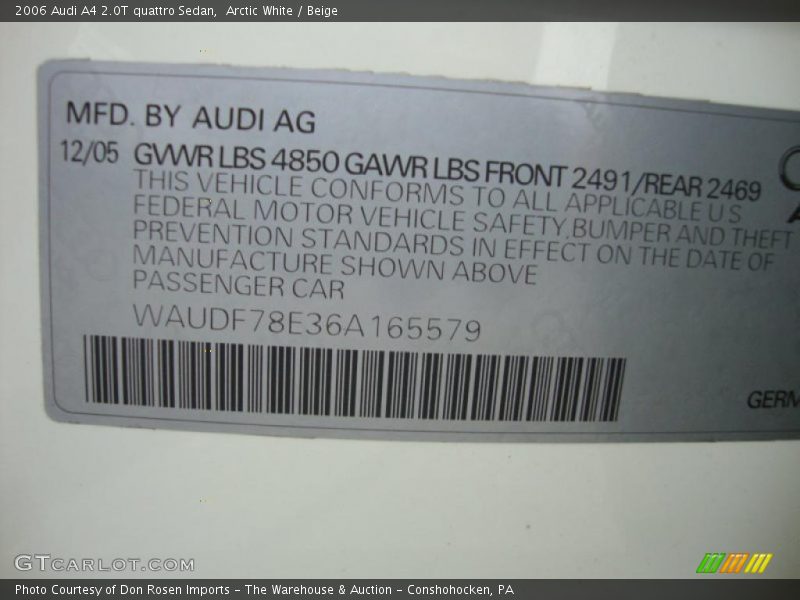 2006 Audi A4 2.0T quattro Sedan,  Arctic White / Beige
MFD. BY AUDI AG
12/05 GVWR LBS 4850 GAWR LBS FRONT 2491/REAR 2469
THIS VEHICLE CONFORMS TO ALL APPLICABLE U S
FEDERAL MOTOR VEHICLE SAFETY,BUMPER AND THEFT
PREVENTION STANDARDS IN EFFECT ON THE DATE OF
MANUFACTURE SHOWN ABOVE
PASSENGER CAR
WAUDF78E36A165579
GTCARLOT.COM
Photo Courtesy of Don Rosen Imports - The Warehouse & Auction - Conshohocken, PA